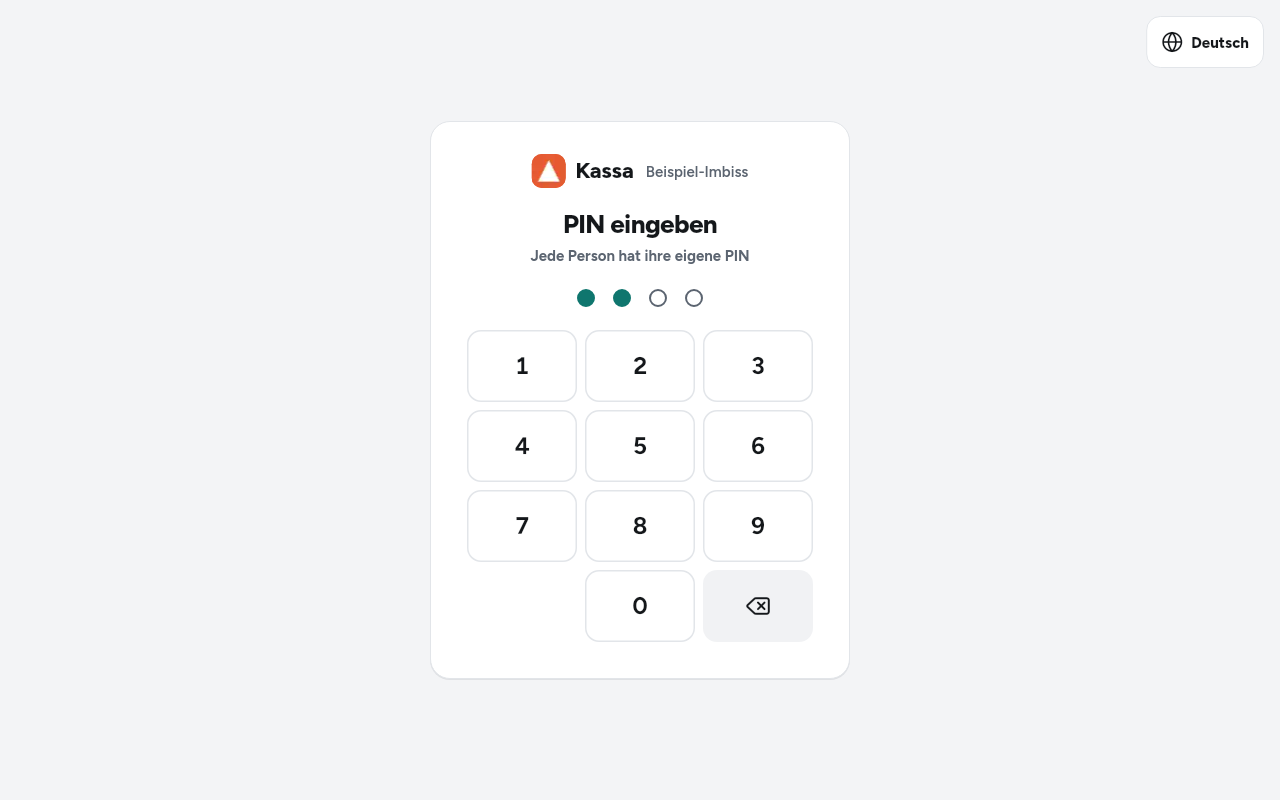 Deutsch
Kassa Beispiel-Imbiss
PIN eingeben
Jede Person hat ihre eigene PIN
1 2 3
4 5 6
7 8 9
0